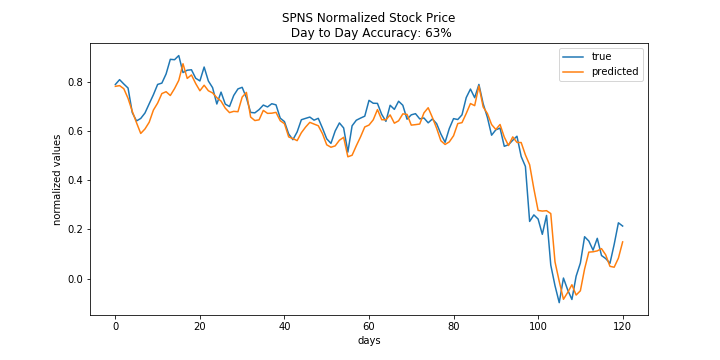 SPNS Normalized Stock Price
Day to Day Accuracy: 63%
true
predicted
normalized values
0.8
0.6
0.4
0.2
0.0
0
20
40
60
80
100
120
days